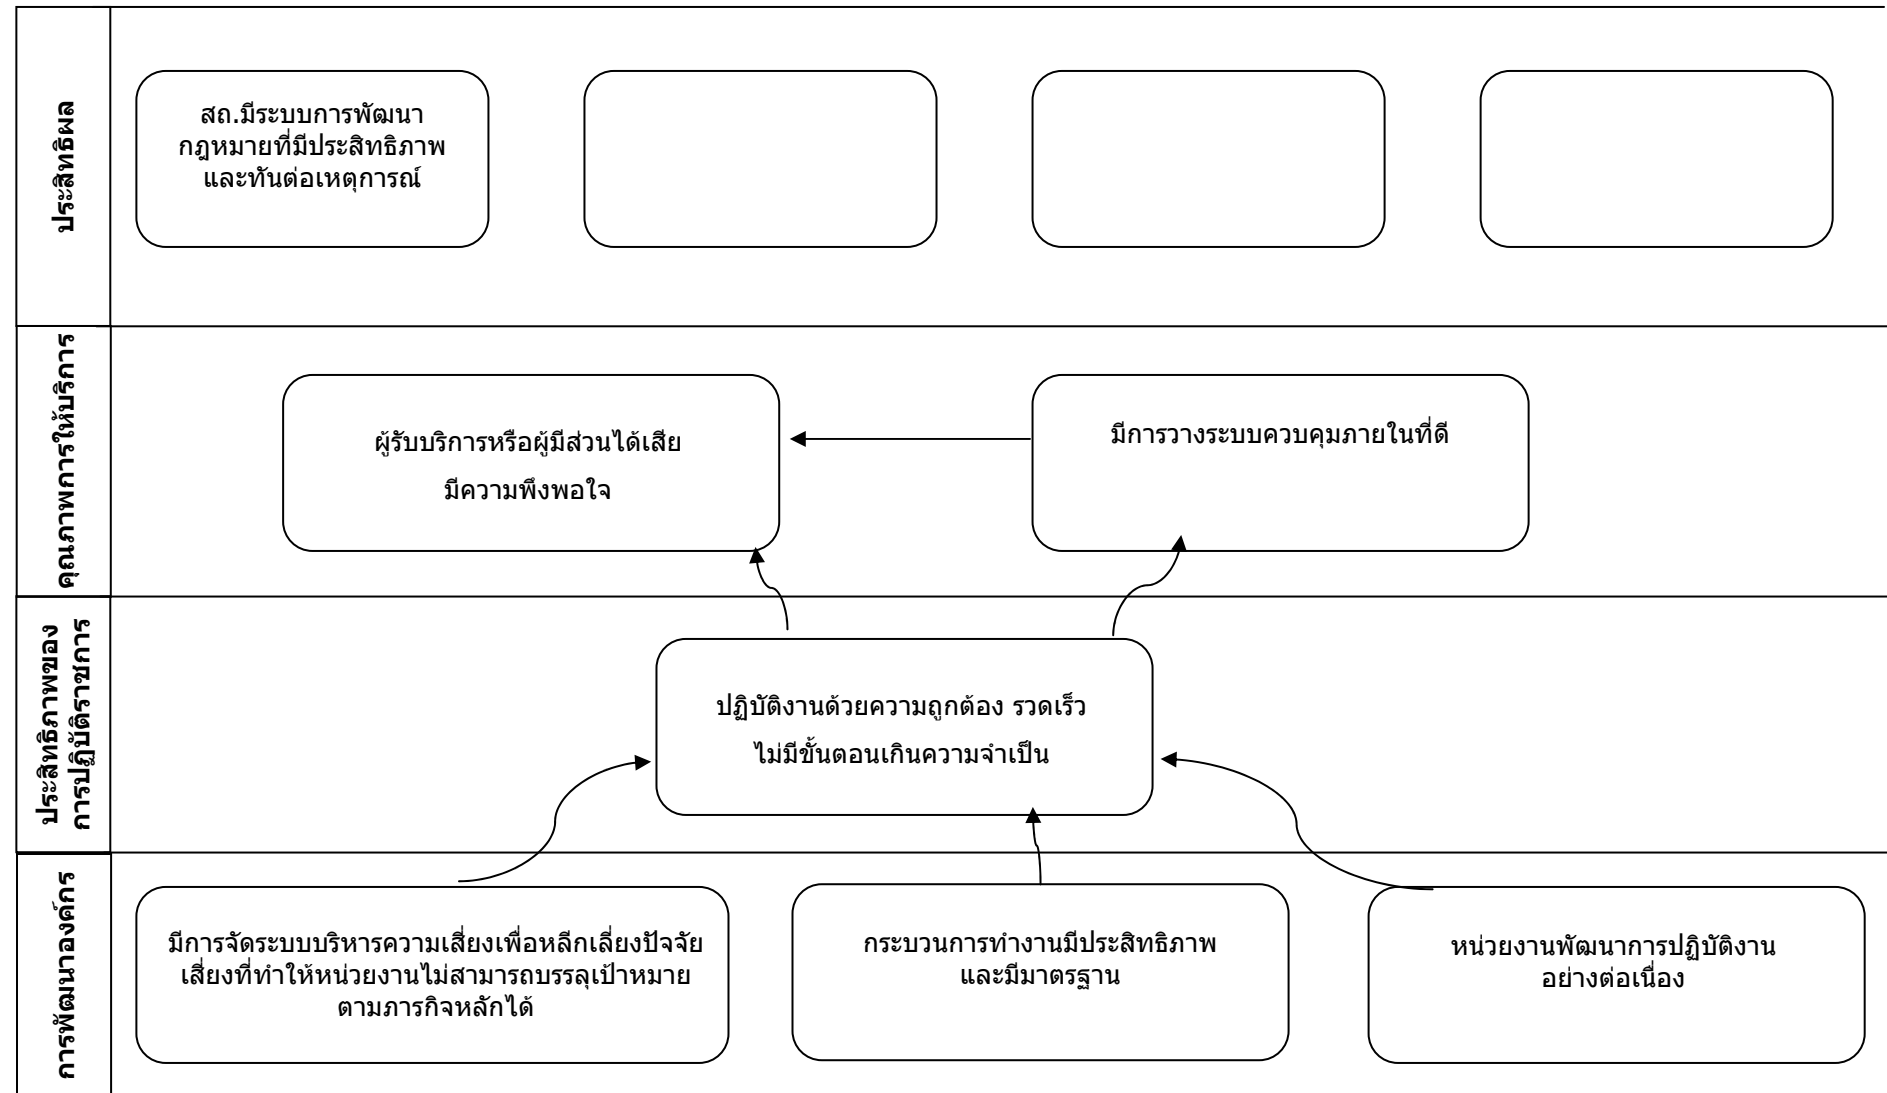 ประสิทธิผล
สถ.มีระบบการพัฒนา
กฎหมายที่มีประสิทธิภาพ
และทันต่อเหตุการณ์
คุณภาพการให้บริการ
ผู้รับบริการหรือผู้มีส่วนได้เสีย
มีความพึงพอใจ
มีการวางระบบควบคุมภายในที่ดี
ประสิทธิภาพของ
การปฏิบัติราชการ
ปฏิบัติงานด้วยความถูกต้อง รวดเร็ว
ไม่มีขั้นตอนเกินความจำเป็น
การพัฒนาองค์กร
มีการจัดระบบบริหารความเสี่ยงเพื่อหลีกเลี่ยงปัจจัย
เสี่ยงที่ทำให้หน่วยงานไม่สามารถบรรลุเป้าหมาย
ตามภารกิจหลักได้
กระบวนการทำงานมีประสิทธิภาพ
และมีมาตรฐาน
หน่วยงานพัฒนาการปฏิบัติงาน
อย่างต่อเนื่อง